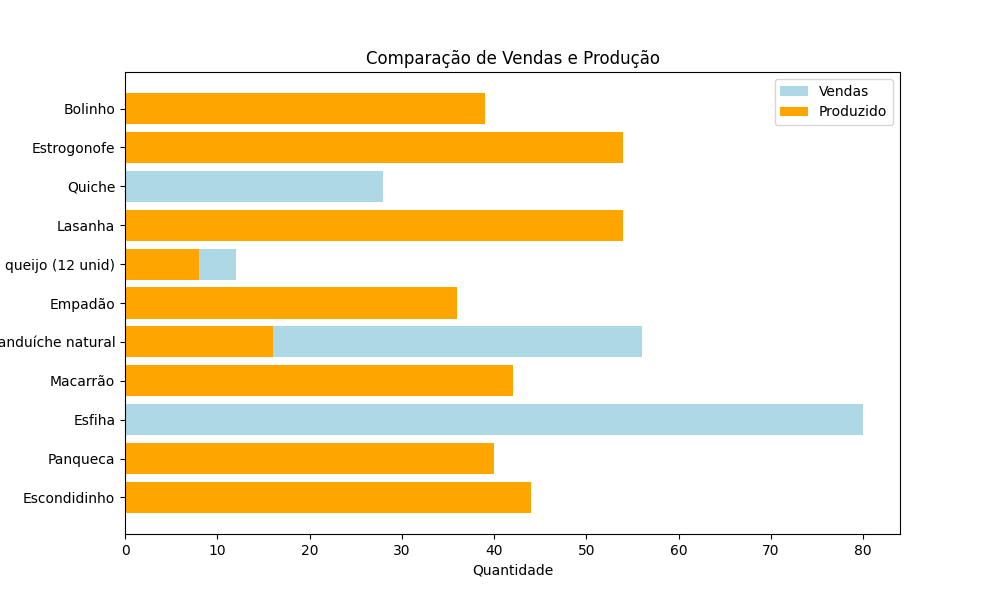 Comparação de Vendas e Produção
Vendas
Produzido
Bolinho
Estrogonofe
Quiche
Lasanha
queijo (12 unid)
Empadão
anduíche natural
Macarrão
Esfiha
Panqueca
Escondidinho
0 10 20 30 40 50 60 70 80
Quantidade